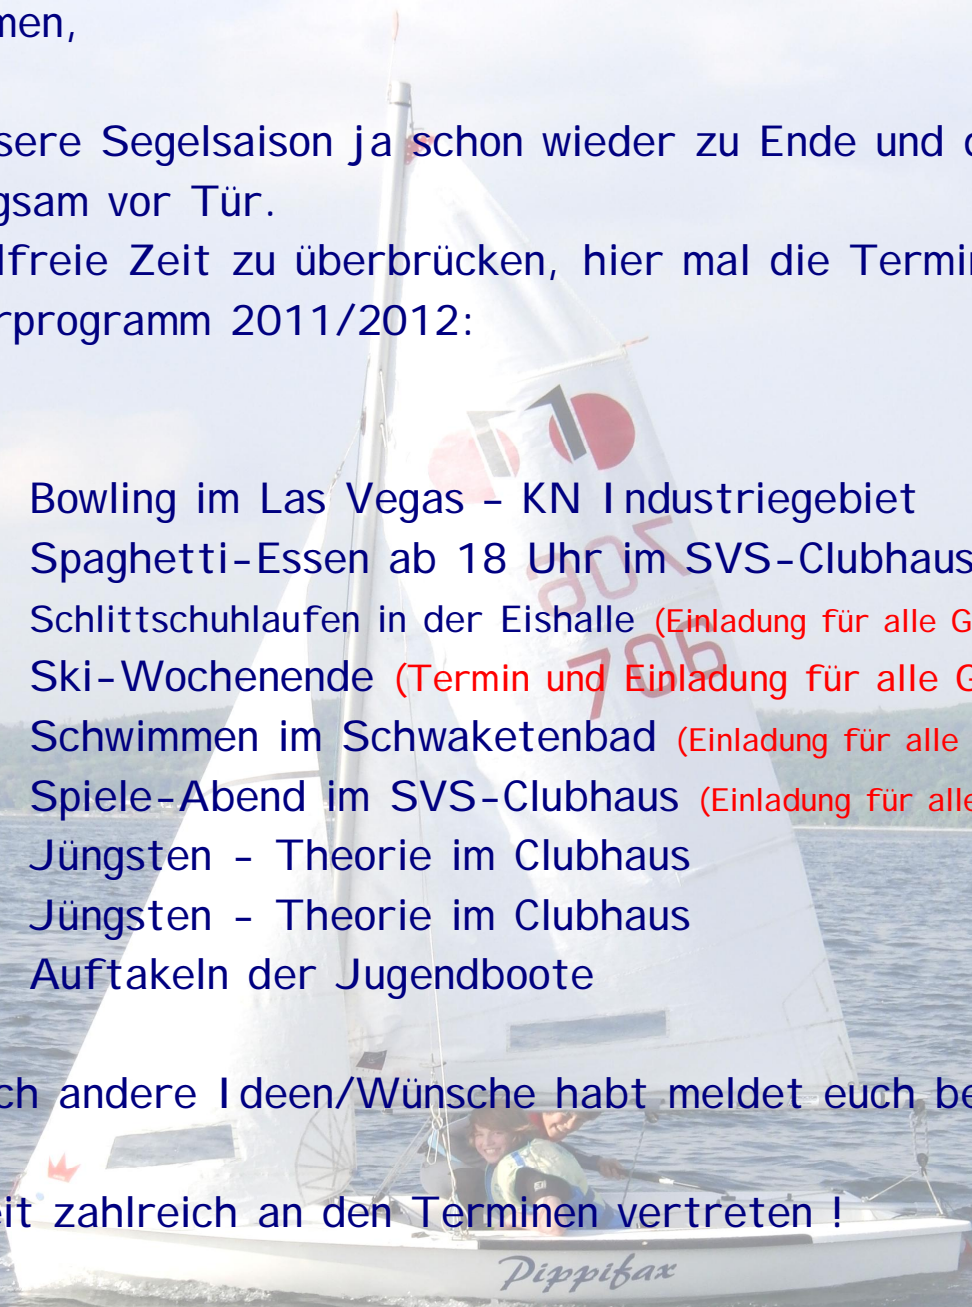 men,
sere Segelsaison ja schon wieder zu Ende und d
gsam vor Tür.
lfreie Zeit zu überbrücken, hier mal die Termin
rprogramm 2011/2012:
Bowling im Las Vegas - KN Industriegebiet
Spaghetti-Essen ab 18 Uhr im SVS-Clubhaus
706
Schlittschuhlaufen in der Eishalle (Einladung für alle G
706
Ski-Wochenende (Termin und Einladung für alle G
Schwimmen im Schwaketenbad (Einladung für alle
Spiele-Abend im SVS-Clubhaus (Einladung für alle
Jüngsten - Theorie im Clubhaus
Jüngsten - Theorie im Clubhaus
Auftakeln der Jugendboote
ch andere Ideen/Wünsche habt meldet euch be
it zahlreich an den Terminen vertreten !
Pippifax